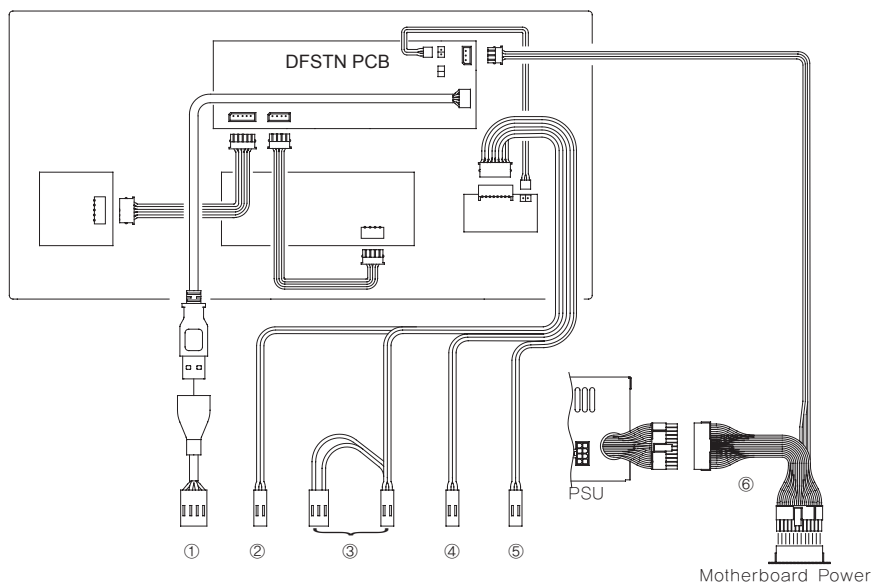 DFSTN PCB
PSU
① ② ③ ④ ⑤ ⑥
Motherboard Power